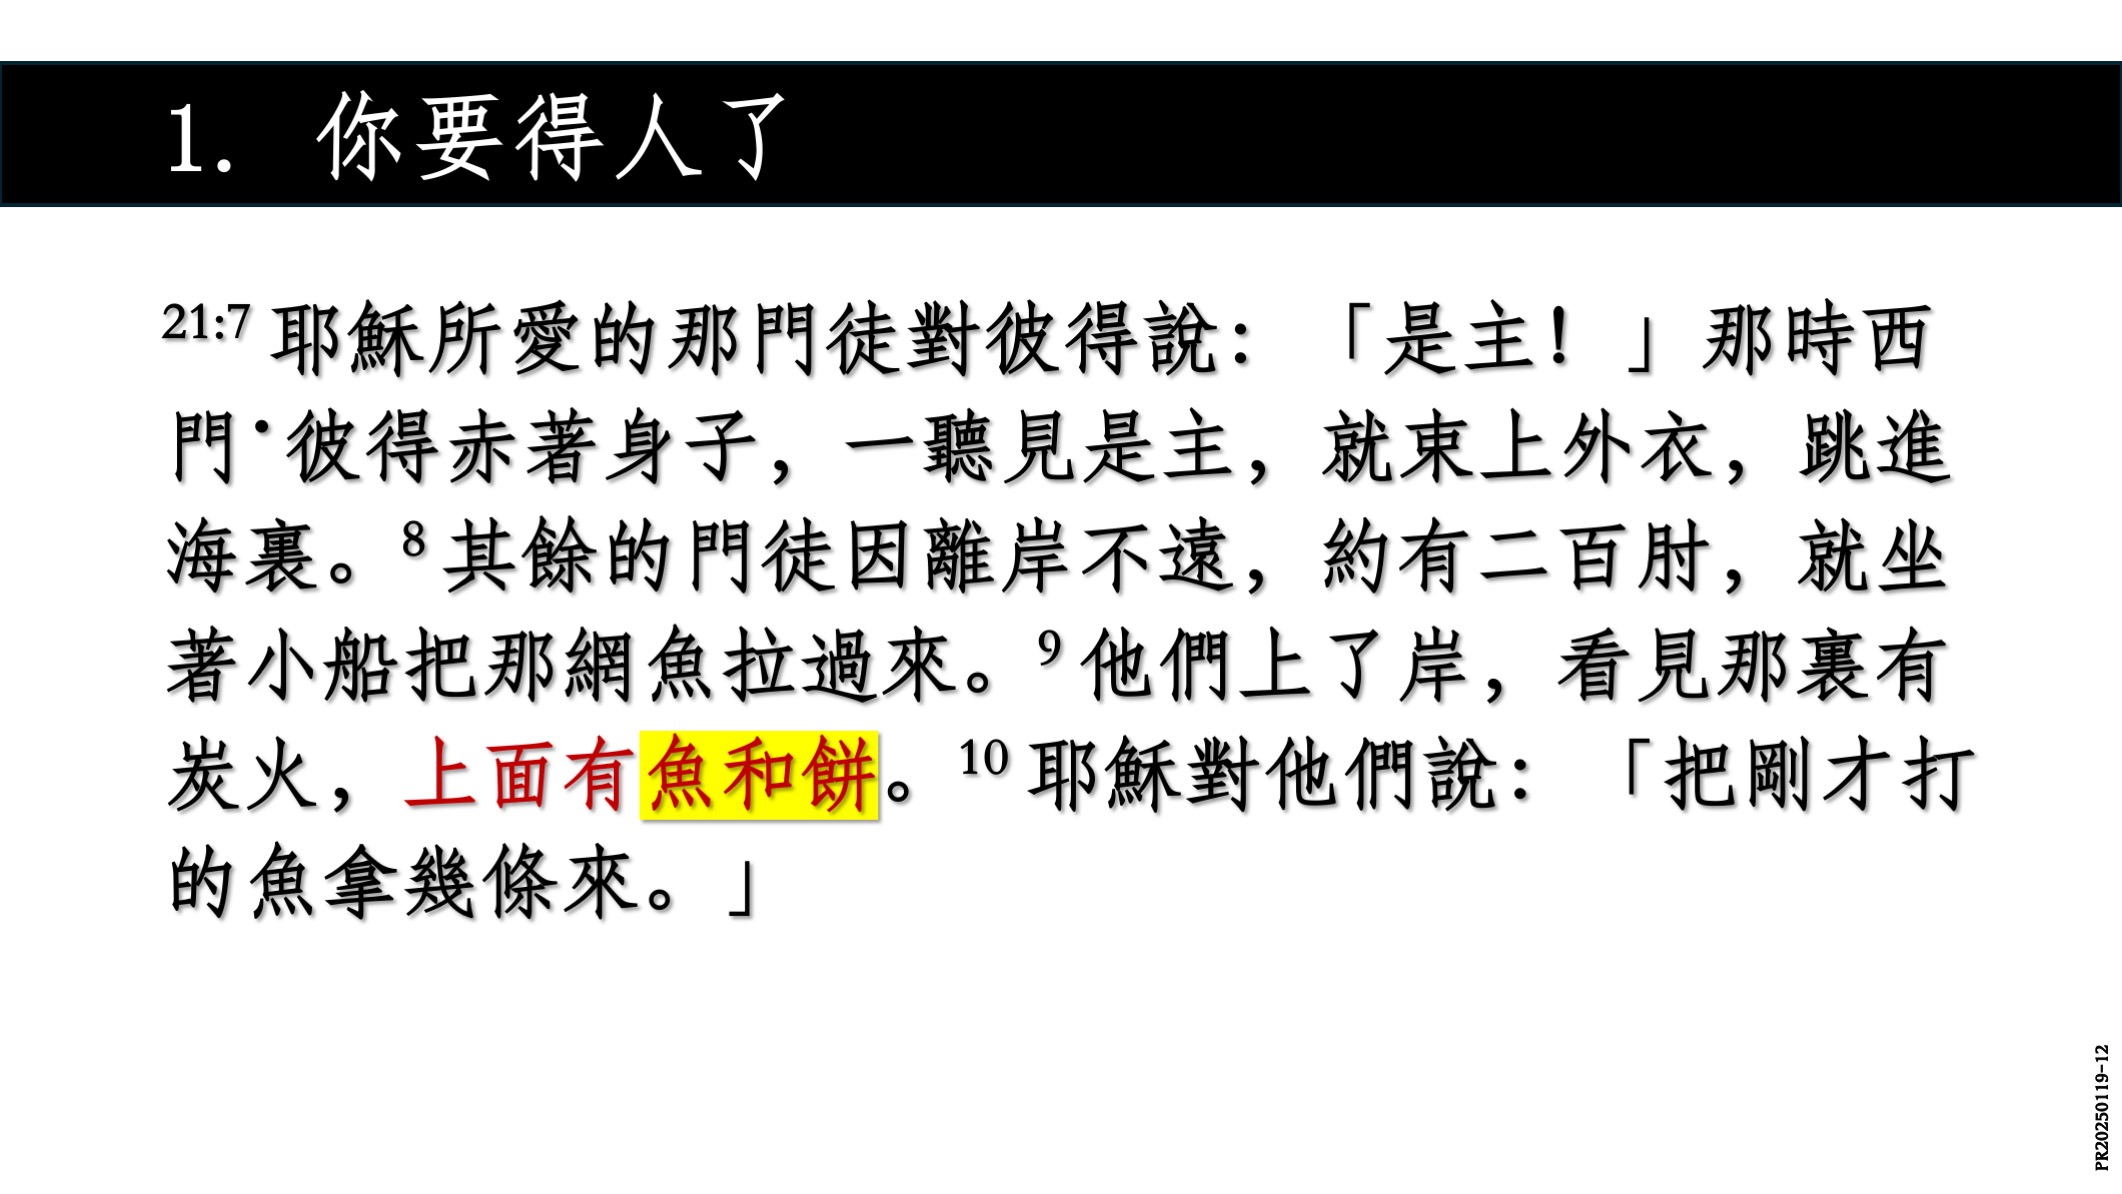 1. 你要得人了
21:7 耶穌所愛的那門徒對彼得說：「是主！」那時西
門·彼得赤著身子，一聽見是主，就束上外衣，跳進
海裏。8 其餘的門徒因離岸不遠，約有二百肘，就坐
著小船把那網魚拉過來。9 他們上了岸，看見那裏有
炭火，上面有魚和餅。10 耶穌對他們說：「把剛才打
的魚拿幾條來。」
PR20250119-12